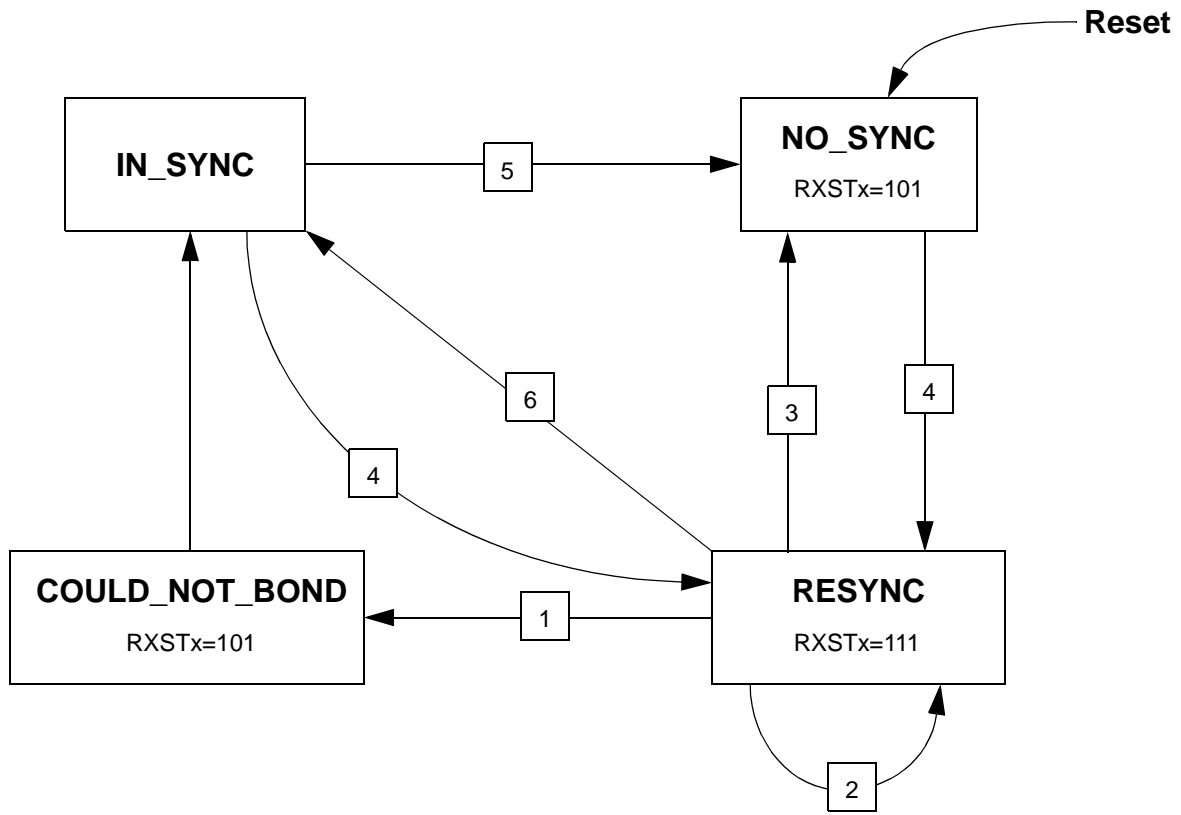 Reset
IN_SYNC
5
NO_SYNC
RXSTx=101
6
3
4
4
COULD_NOT_BOND
RXSTx=101
1
RESYNC
RXSTx=111
2